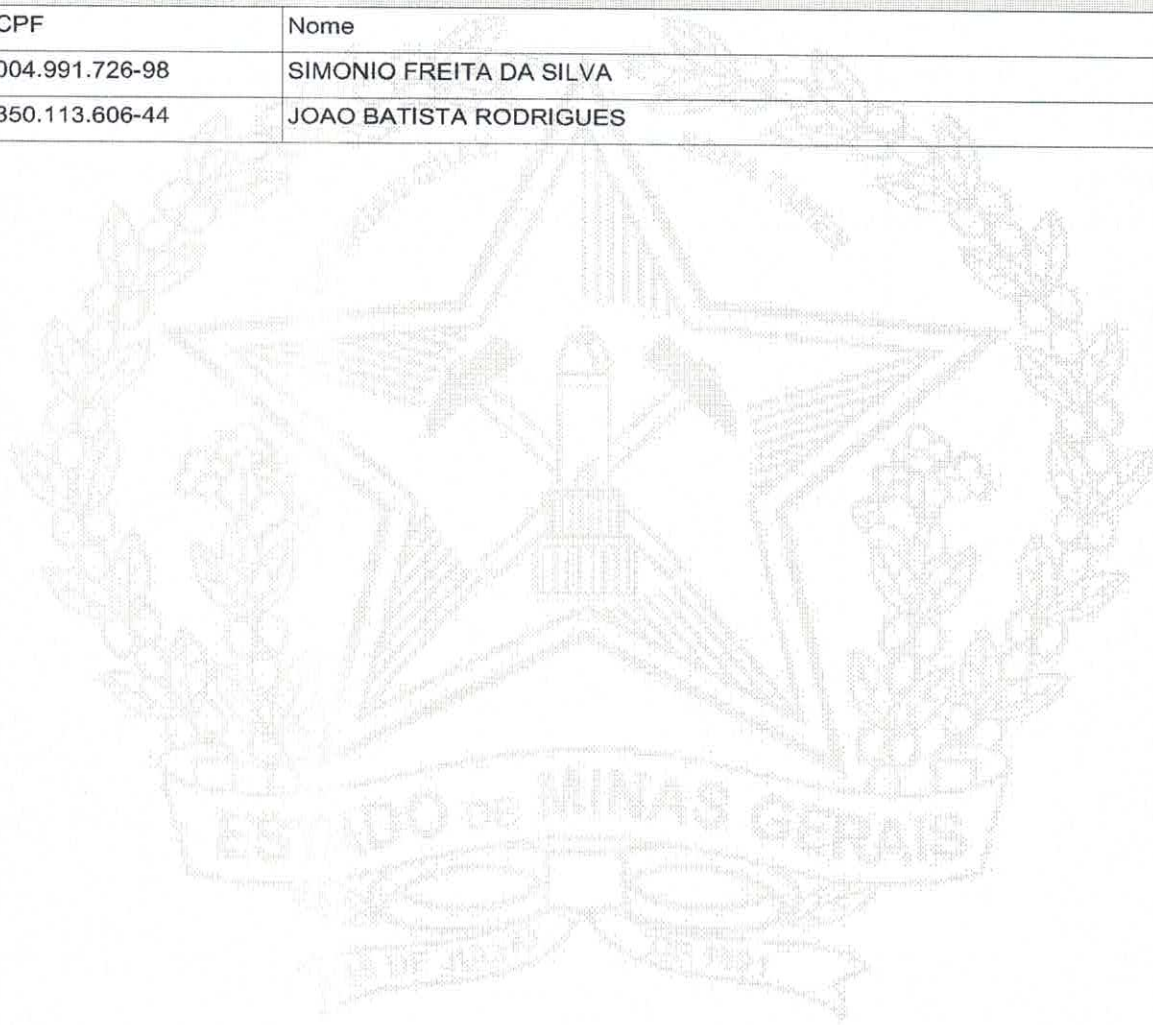 CPF Nome
004.991.726-98 SIMONIO FREITA DA SILVA
350.113.606-44 JOAO BATISTA RODRIGUES
ESTADO DE MINAS GERAIS